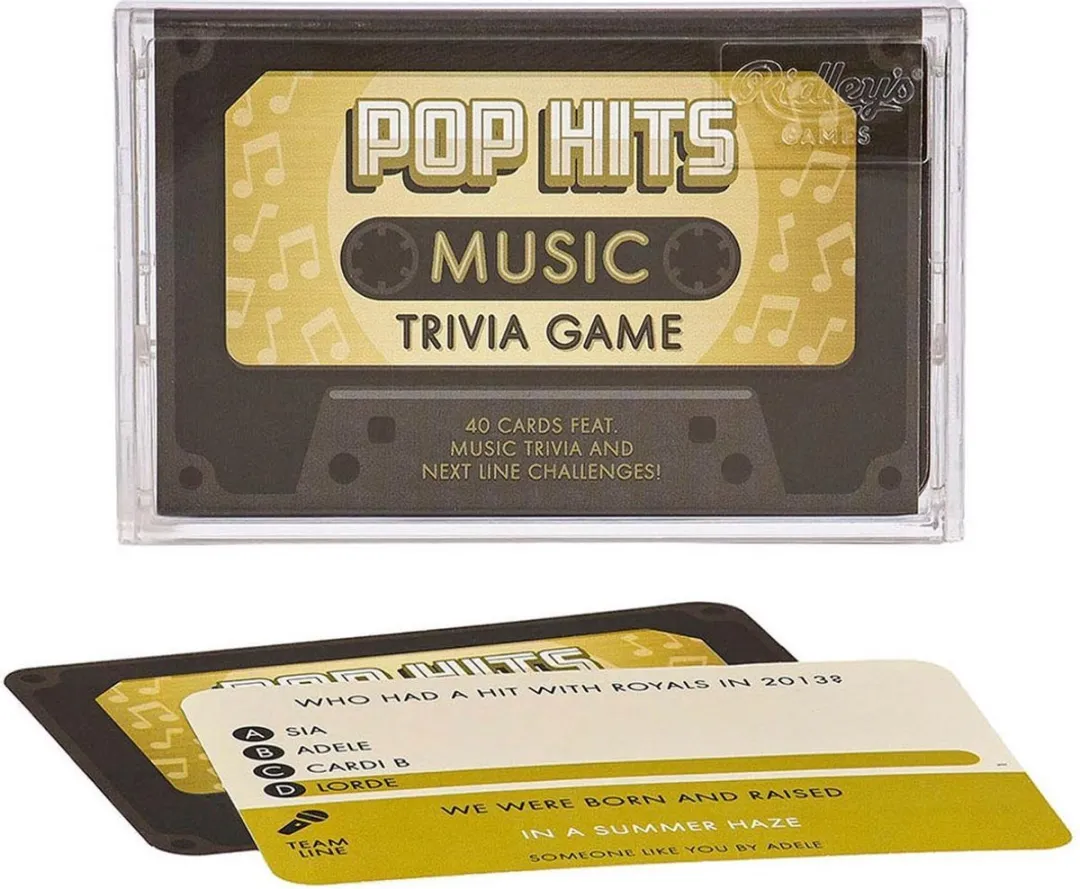 Ridley's
GAMES
POP HITS
MUSIC
TRIVIA GAME
40 CARDS FEAT.
MUSIC TRIVIA AND
NEXT LINE CHALLENGES!
POP HITS
WHO HAD A HIT WITH ROYALS IN 2013?
A SIA
B ADELE
C CARDI B
D LORDE
WE WERE BORN AND RAISED
IN A SUMMER HAZE
SOMEONE LIKE YOU BY ADELE
TEAM
LINE